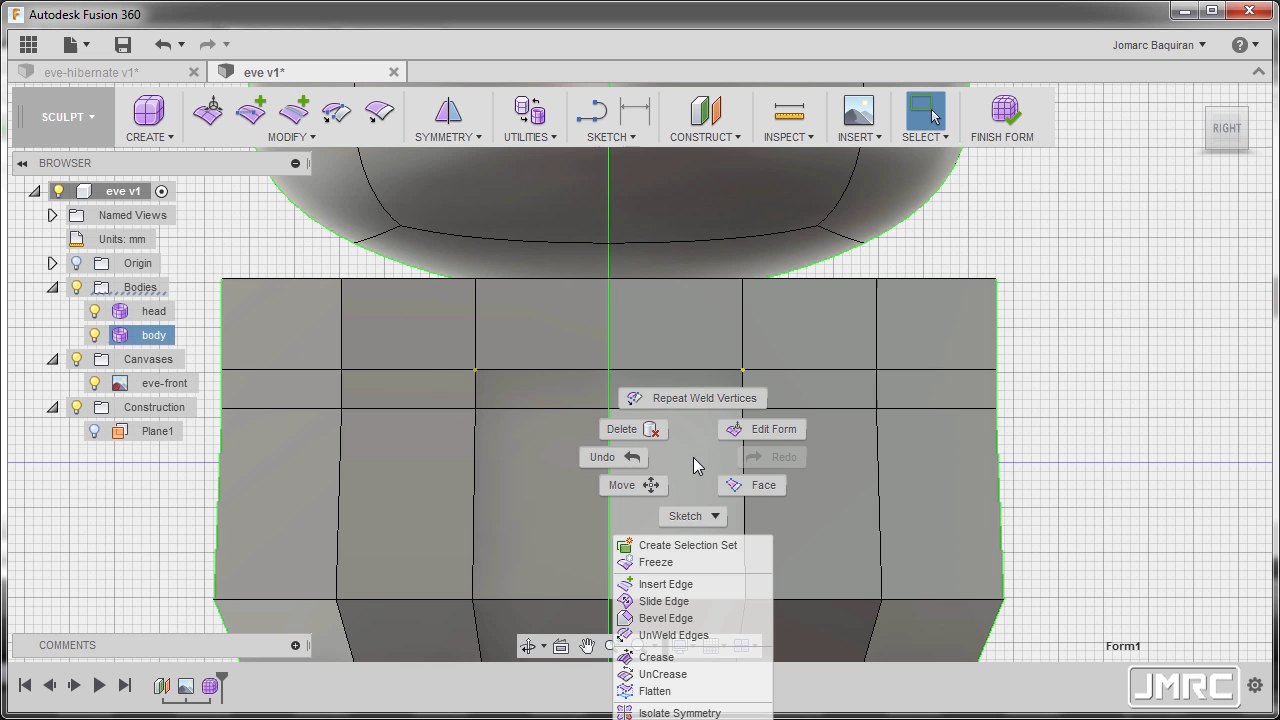 Autodesk Fusion 360
Jomarc Baquiran
eve-hibernate v1*
eve v1*
SCULPT
CREATE
MODIFY
SYMMETRY
UTILITIES
SKETCH
CONSTRUCT
INSPECT
INSERT
SELECT
FINISH FORM
RIGHT
BROWSER
eve v1
Named Views
Units: mm
Origin
Bodies
head
body
Canvases
eve-front
Construction
Plane1
Repeat Weld Vertices
Delete
Edit Form
Undo
Redo
Move
Face
Sketch
Create Selection Set
Freeze
Insert Edge
Slide Edge
Bevel Edge
UnWeld Edges
Crease
UnCrease
Flatten
Isolate Symmetry
COMMENTS
Form1
JMRC